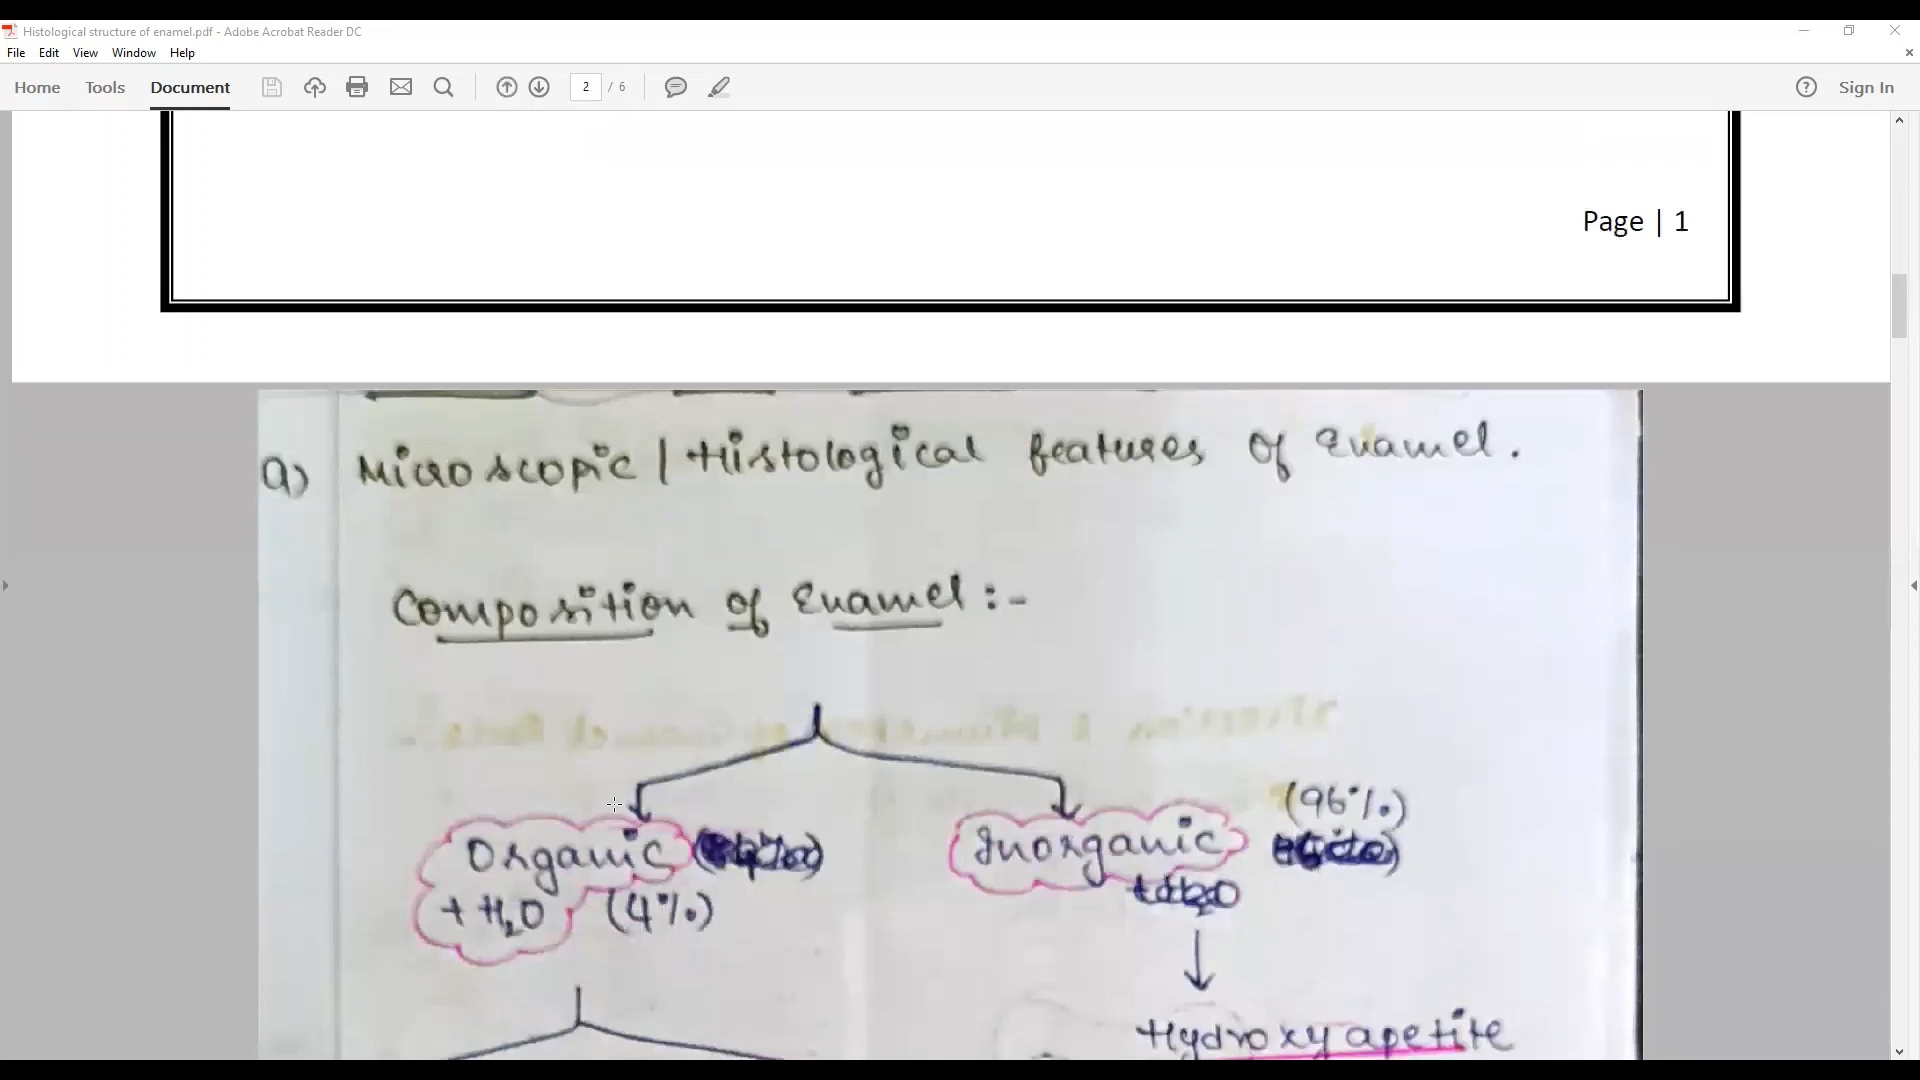 Histological structure of enamel.pdf - Adobe Acrobat Reader DC
File Edit View Window Help
Home Tools Document 2 / 6 Sign In
Page | 1
a) Microscopic / Histological features of Enamel.
Composition of Enamel :-
Organic + H₂O (4%)
Inorganic (96%)
Hydroxy apetite